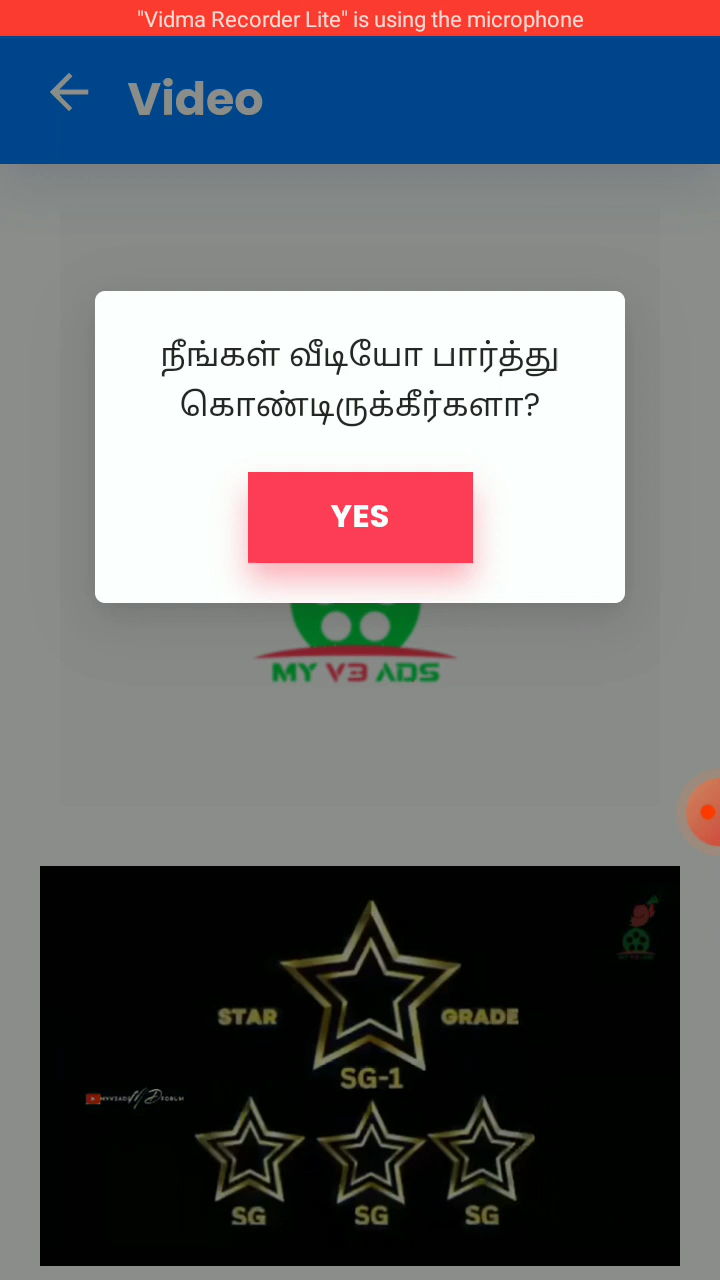 "Vidma Recorder Lite" is using the microphone
Video
நீங்கள் வீடியோ பார்த்து
கொண்டிருக்கீர்களா?
YES
MY V3 ADS
STAR
GRADE
SG-1
SG
SG
SG